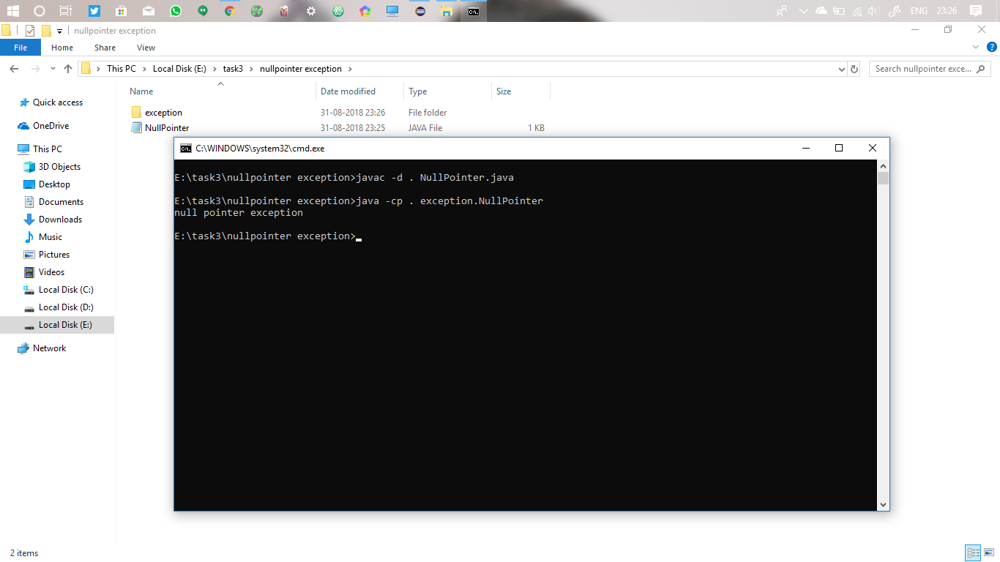 ENG 23:26
nullpointer exception
File Home Share View
This PC Local Disk (E:) task3 nullpointer exception
Search nullpointer exce...
Name Date modified Type Size
exception 31-08-2018 23:26 File folder
NullPointer 31-08-2018 23:25 JAVA File 1 KB
Quick access
OneDrive
This PC
3D Objects
Desktop
Documents
Downloads
Music
Pictures
Videos
Local Disk (C:)
Local Disk (D:)
Local Disk (E:)
Network
C:\WINDOWS\system32\cmd.exe
E:\task3\nullpointer exception>javac -d . NullPointer.java
E:\task3\nullpointer exception>java -cp . exception.NullPointer
null pointer exception
E:\task3\nullpointer exception>
2 items